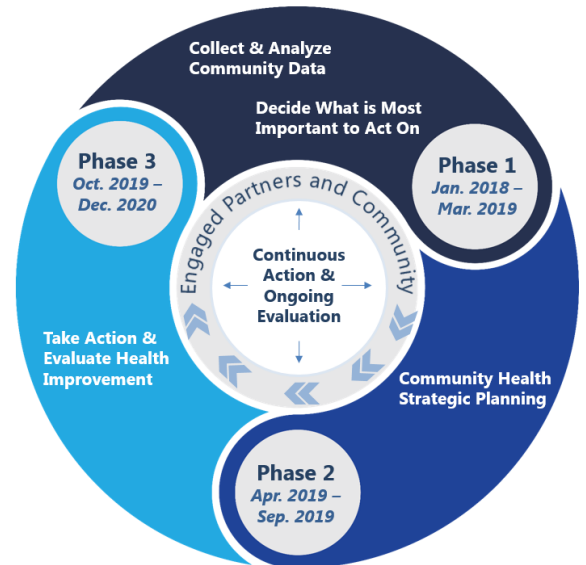 Collect & Analyze
Community Data
Decide What is Most
Important to Act On
Phase 1
Jan. 2018 –
Mar. 2019
Phase 3
Oct. 2019 –
Dec. 2020
Engaged Partners and Community
Continuous
Action &
Ongoing
Evaluation
Take Action &
Evaluate Health
Improvement
Community Health
Strategic Planning
Phase 2
Apr. 2019 –
Sep. 2019